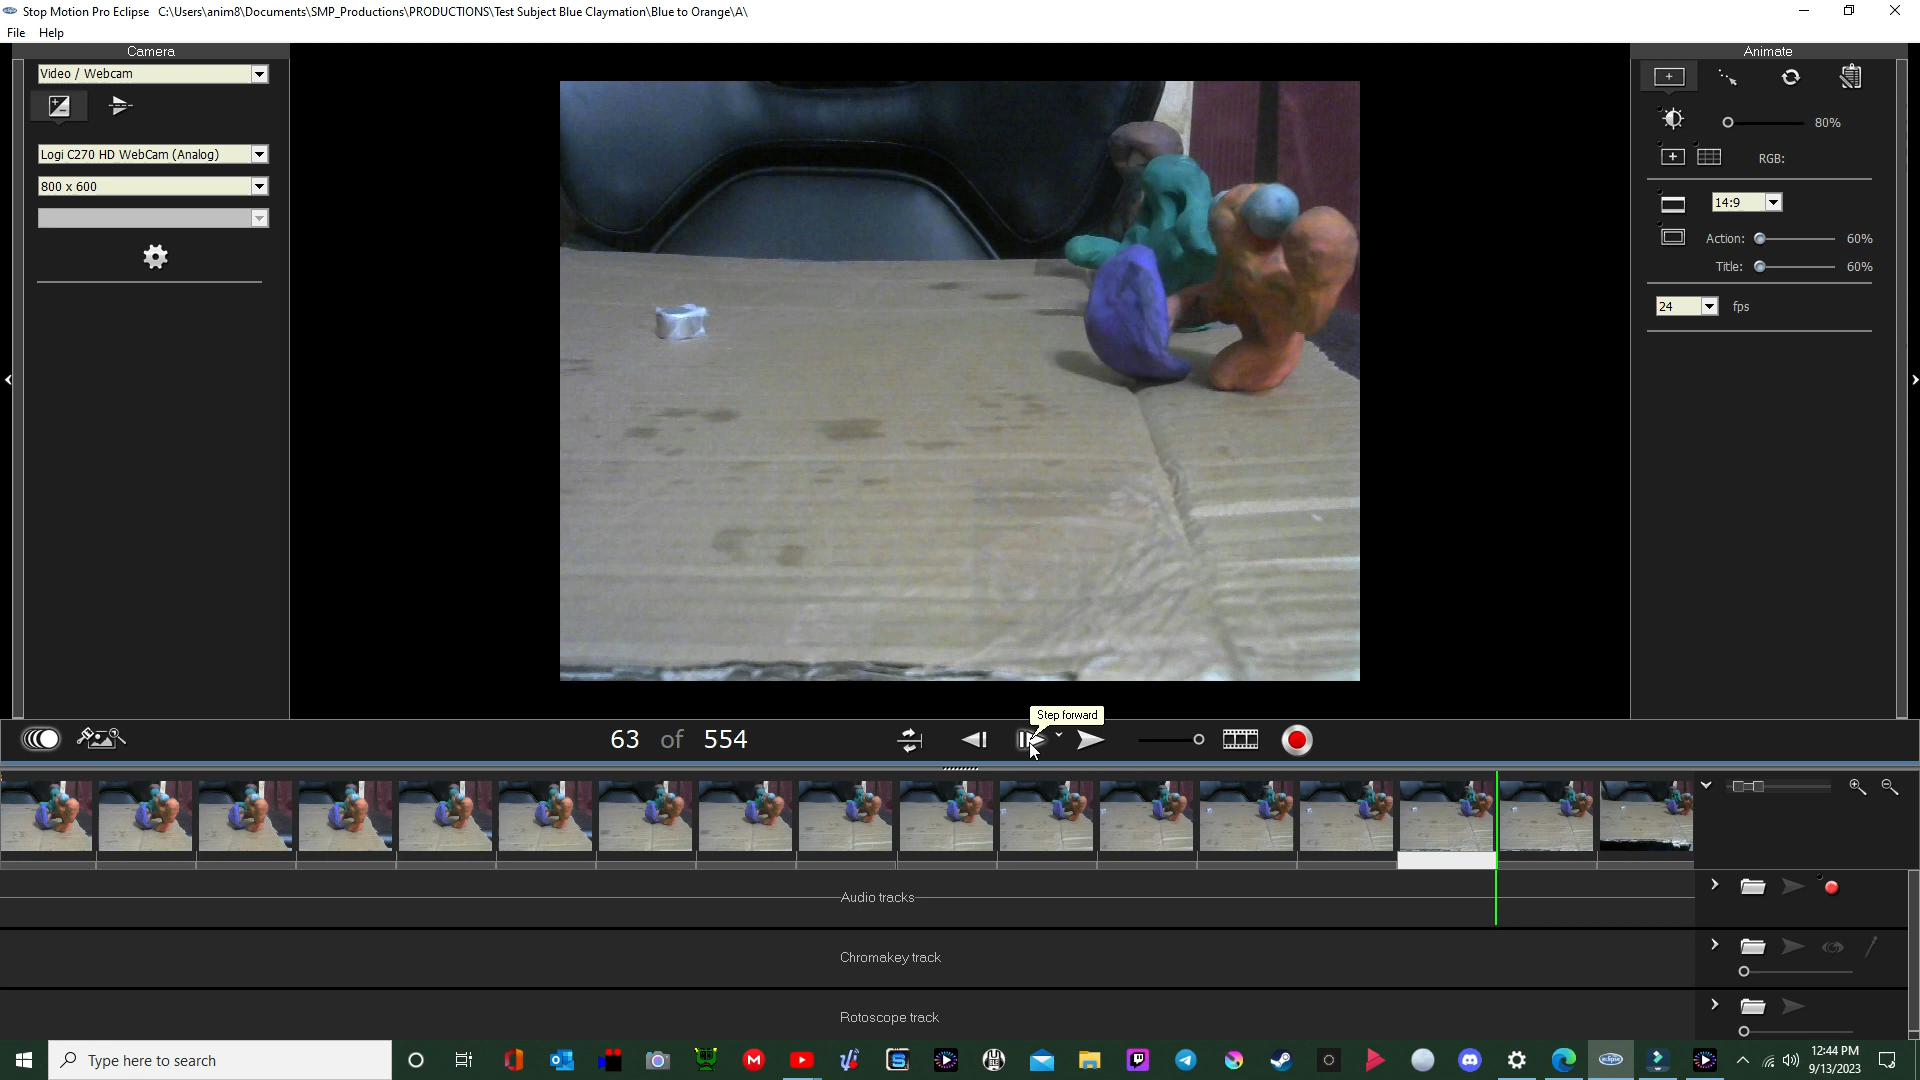 Stop Motion Pro Eclipse C:\Users\anim8\Documents\SMP_Productions\PRODUCTIONS\Test Subject Blue Claymation\Blue to Orange\A\
File Help
Camera
Animate
Video / Webcam
80%
Logi C270 HD WebCam (Analog)
RGB:
800 x 600
14:9
Action: 60%
Title: 60%
24 fps
Step forward
63 of 554
Audio tracks
Chromakey track
Rotoscope track
Type here to search
eclipse
12:44 PM
9/13/2023